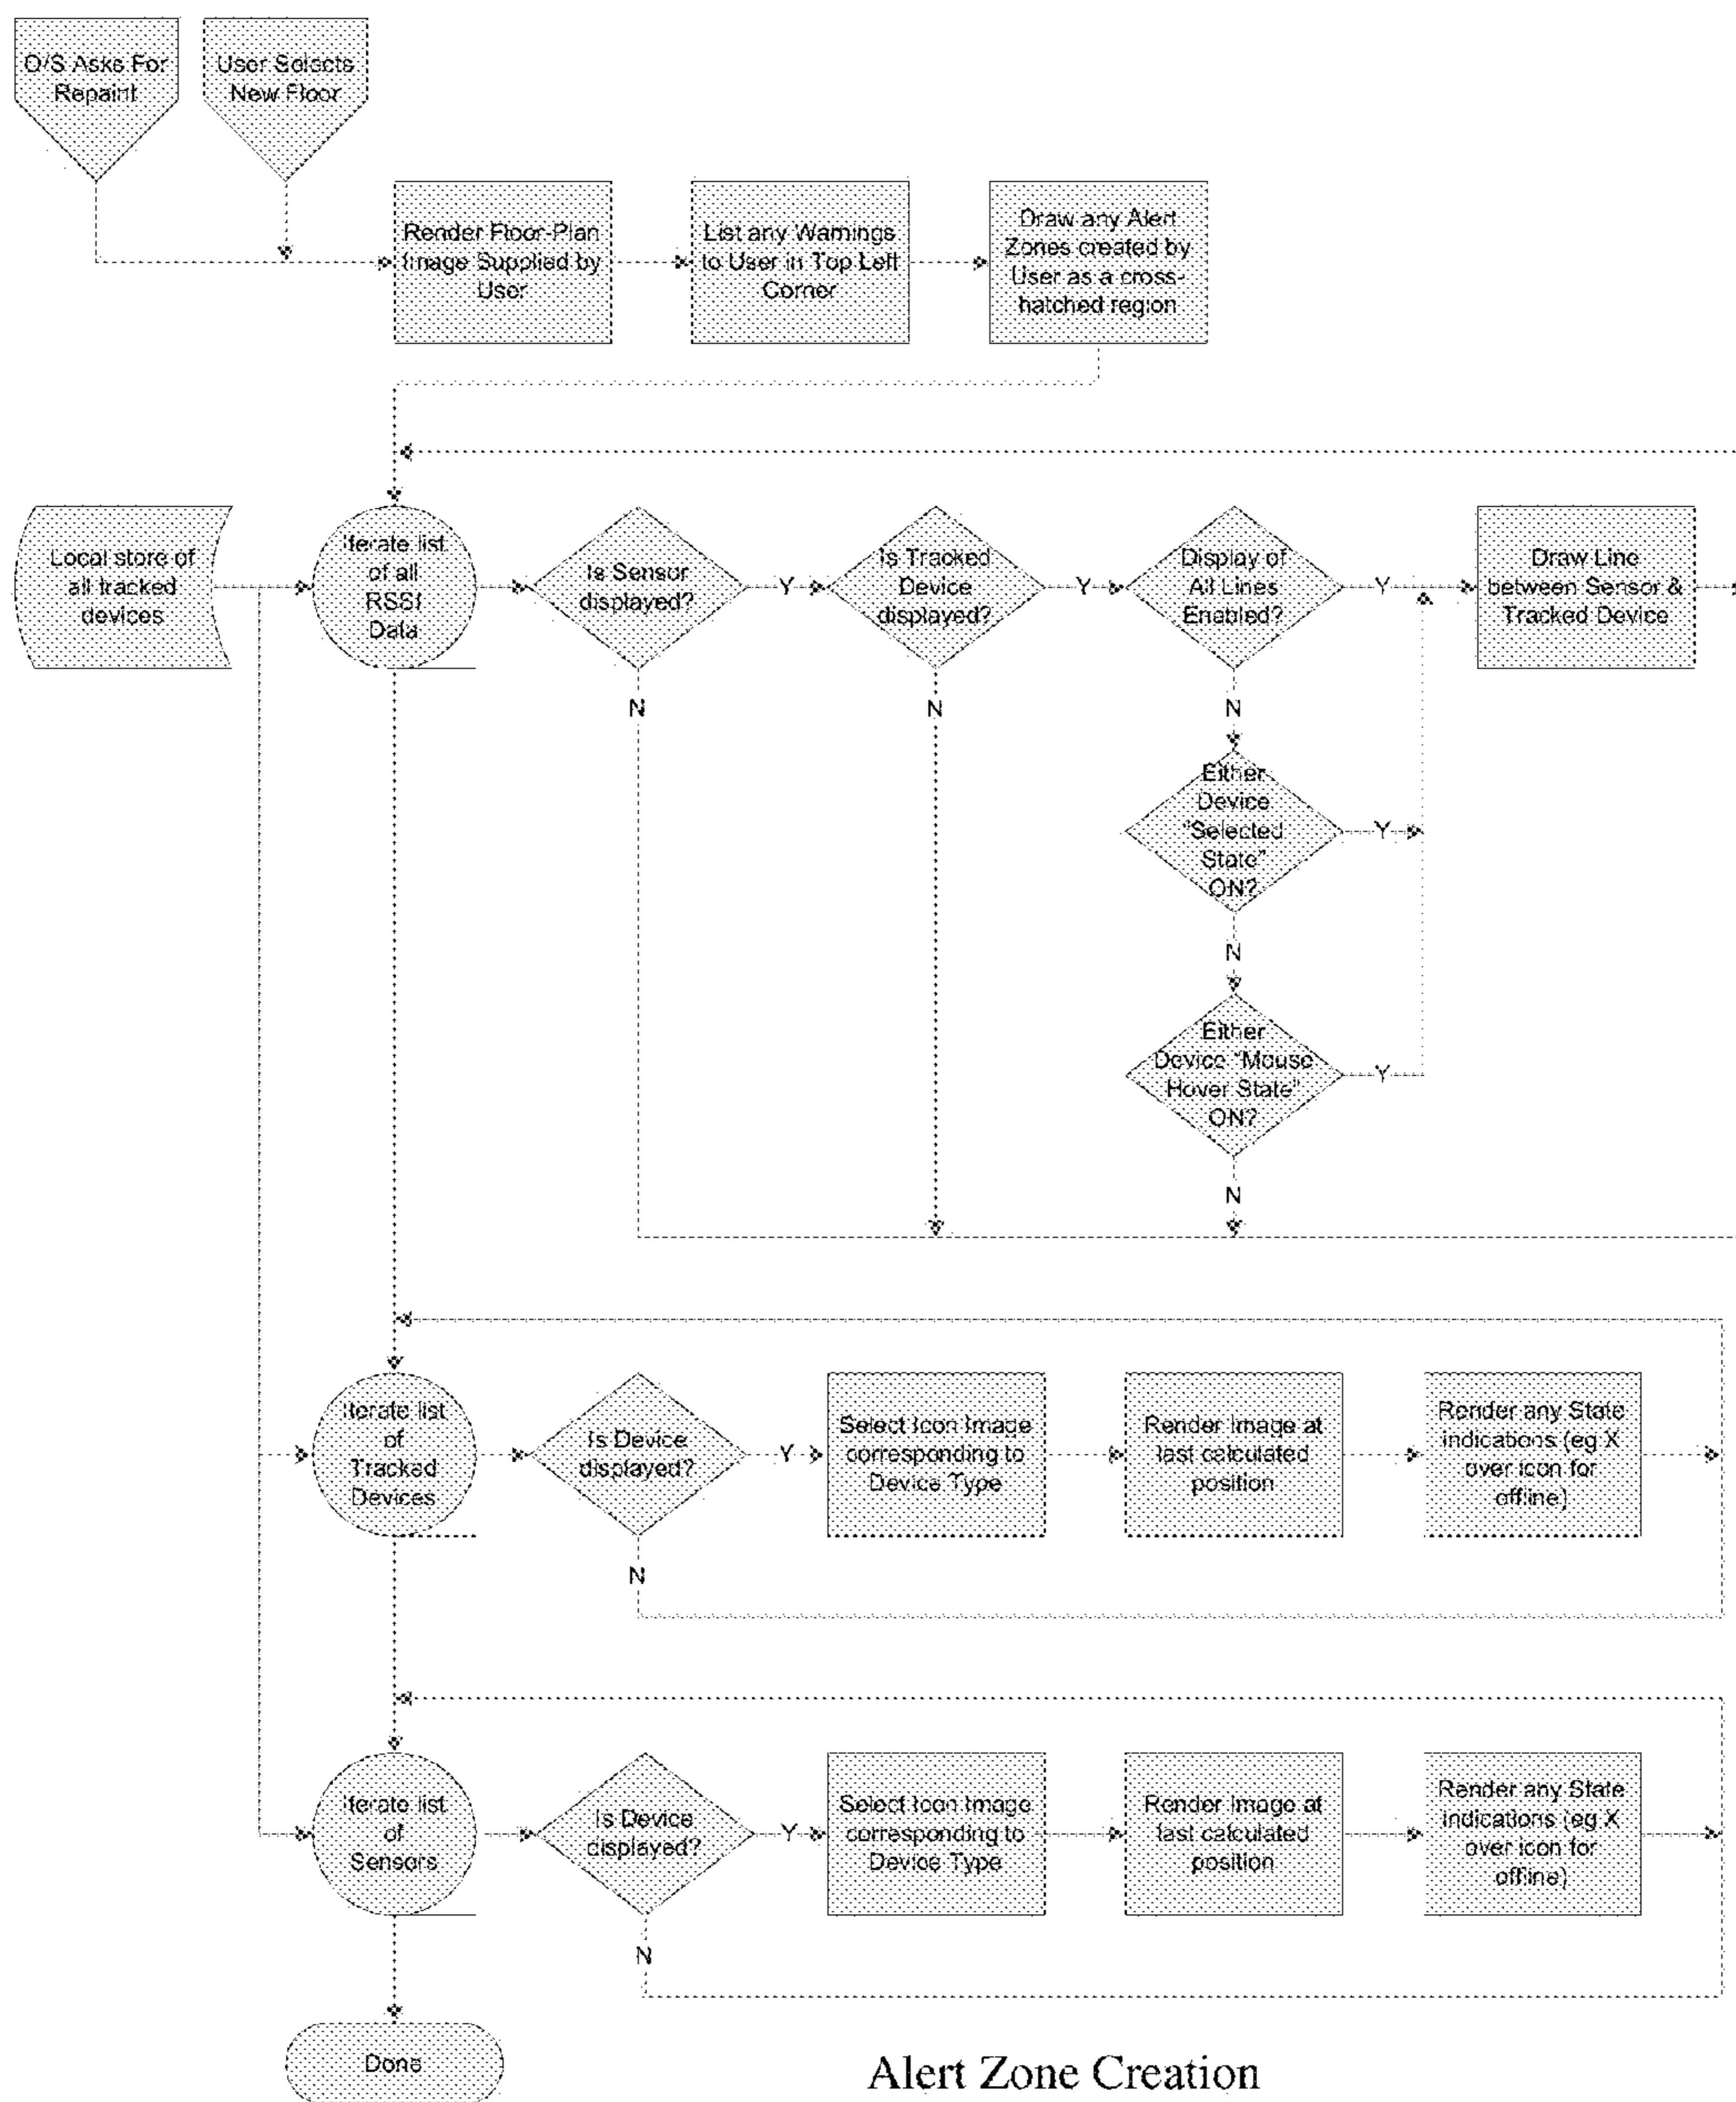 O/S Asks For
Repaint
User Selects
New Floor
Render Floor-Plan
Image Supplied by
User
List any Warnings
to User in Top Left
Corner
Draw any Alert
Zones created by
User as a cross-
hatched region
Local store of
all tracked
devices
Iterate list
of all
RSSI
Data
Is Sensor
displayed?
Y
Is Tracked
Device
displayed?
Y
Display of
All Lines
Enabled?
Y
Draw Line
between Sensor &
Tracked Device
N
N
N
Either
Device
"Selected
State"
ON?
Y
N
Either
Device "Mouse
Hover State"
ON?
Y
N
Iterate list
of
Tracked
Devices
Is Device
displayed?
Y
Select Icon Image
corresponding to
Device Type
Render Image at
last calculated
position
Render any State
indications (eg X
over icon for
offline)
N
Iterate list
of
Sensors
Is Device
displayed?
Y
Select Icon Image
corresponding to
Device Type
Render Image at
last calculated
position
Render any State
indications (eg X
over icon for
offline)
N
Done
Alert Zone Creation